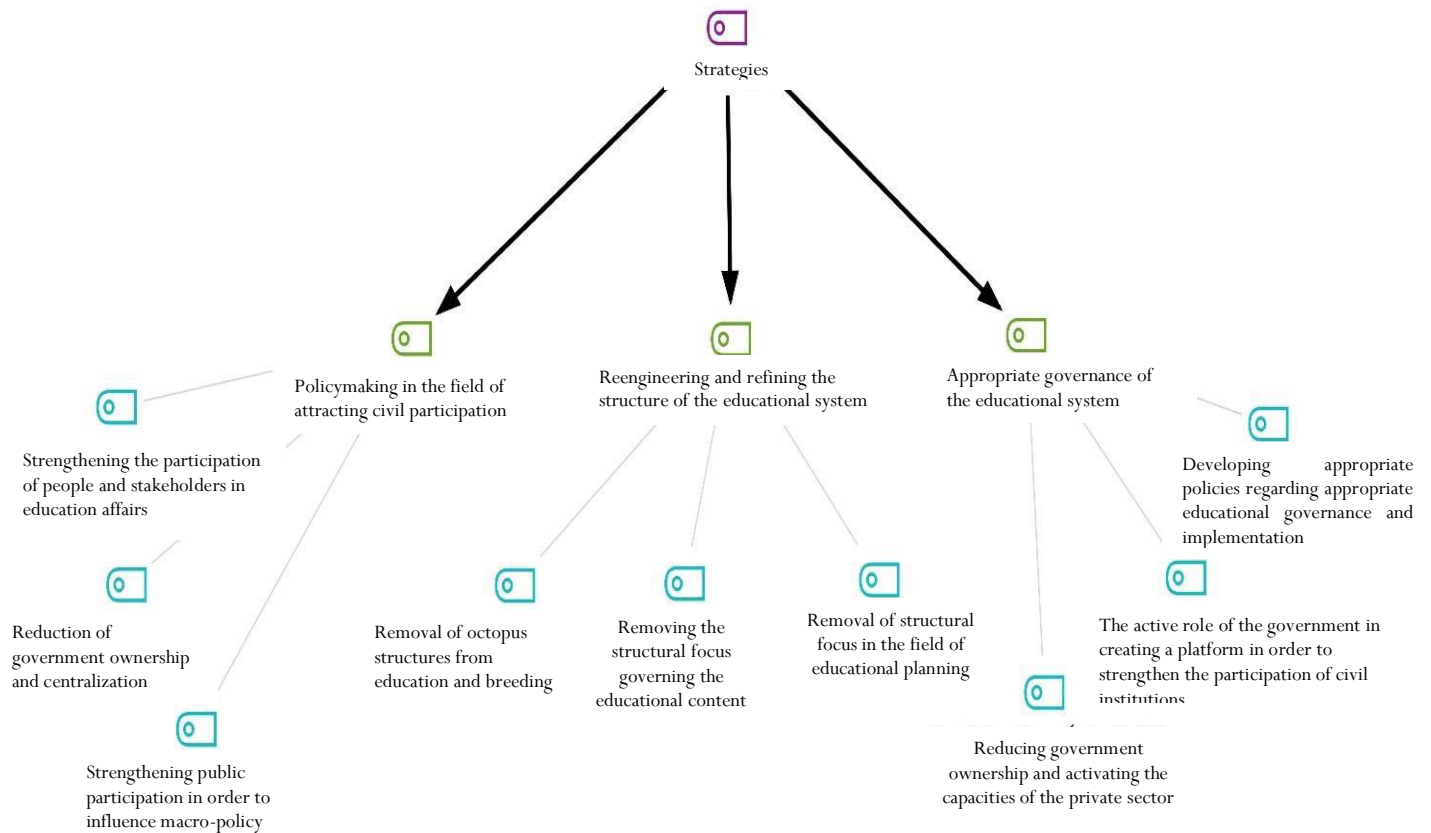 Strategies
Policymaking in the field of
attracting civil participation
Reengineering and refining the
structure of the educational system
Appropriate governance of
the educational system
Strengthening the participation
of people and stakeholders in
education affairs
Developing appropriate
policies regarding appropriate
educational governance and
implementation
Reduction of
government ownership
and centralization
Removal of octopus
structures from
education and breeding
Removing the
structural focus
governing the
educational content
Removal of structural
focus in the field of
educational planning
The active role of the government in
creating a platform in order to
strengthen the participation of civil
institutions
Strengthening public
participation in order to
influence macro-policy
Reducing government
ownership and activating the
capacities of the private sector